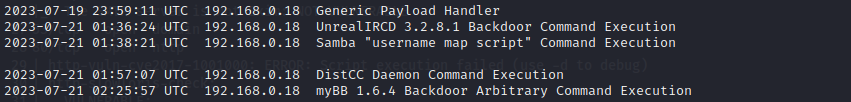 2023-07-19 23:59:11 UTC 192.168.0.18 Generic Payload Handler
2023-07-21 01:36:24 UTC 192.168.0.18 UnrealIRCD 3.2.8.1 Backdoor Command Execution
2023-07-21 01:38:21 UTC 192.168.0.18 Samba "username map script" Command Execution
http-vuln-cve2017-1001000: ERROR: Script execution failed (use -d to debug)
2023-07-21 01:57:07 UTC 192.168.0.18 DistCC Daemon Command Execution
2023-07-21 02:25:57 UTC 192.168.0.18 myBB 1.6.4 Backdoor Arbitrary Command Execution